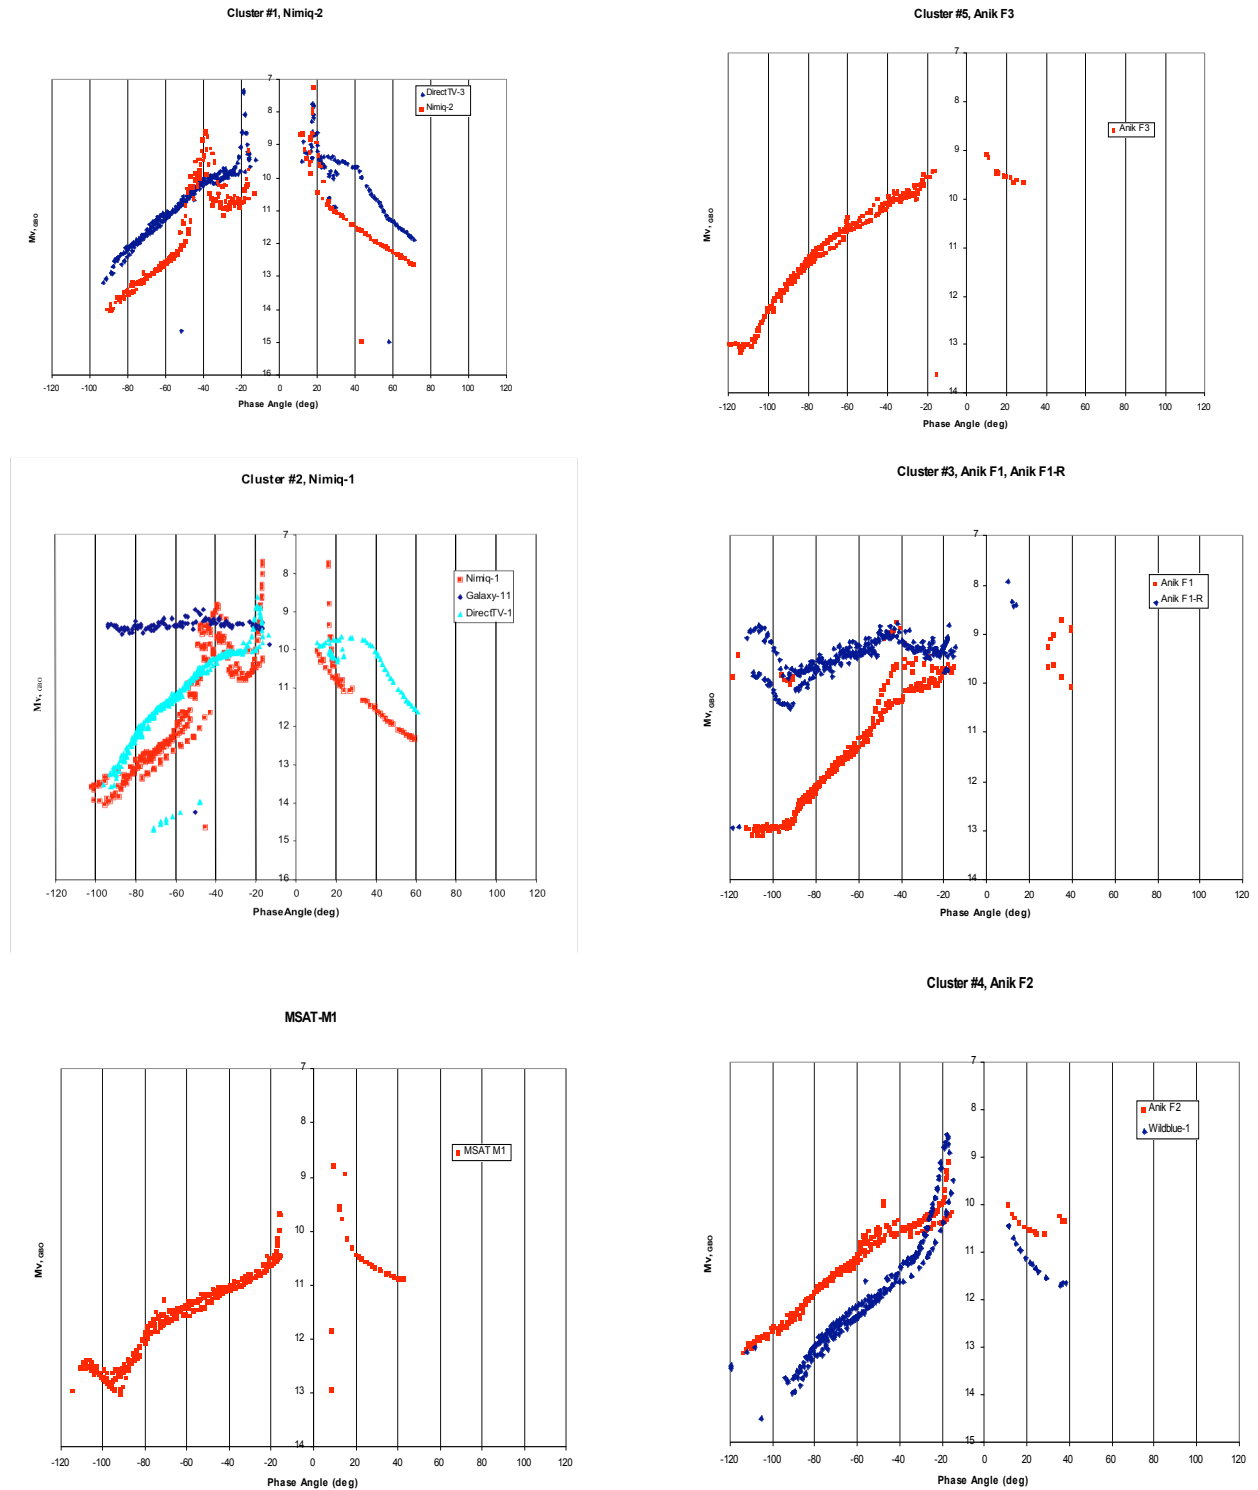 Cluster #1, Nimiq-2
7
8
9
10
11
12
13
14
15
16
DirectTV-3
Nimiq-2
Mv, GBO
-120 -100 -80 -60 -40 -20 0 20 40 60 80 100 120
Phase Angle (deg)
Cluster #5, Anik F3
7
8
9
10
11
12
13
14
Anik F3
Mv, GBO
-120 -100 -80 -60 -40 -20 0 20 40 60 80 100 120
Phase Angle (deg)
Cluster #2, Nimiq-1
7
8
9
10
11
12
13
14
15
16
Nimiq-1
Galaxy-11
DirectTV-1
Mv, GBO
-120 -100 -80 -60 -40 -20 0 20 40 60 80 100 120
Phase Angle (deg)
Cluster #3, Anik F1, Anik F1-R
7
8
9
10
11
12
13
14
Anik F1
Anik F1-R
Mv, GBO
-120 -100 -80 -60 -40 -20 0 20 40 60 80 100 120
Phase Angle (deg)
MSAT-M1
7
8
9
10
11
12
13
14
MSAT M1
Mv, GBO
-120 -100 -80 -60 -40 -20 0 20 40 60 80 100 120
Phase Angle (deg)
Cluster #4, Anik F2
7
8
9
10
11
12
13
14
15
Anik F2
Wildblue-1
Mv, GBO
-120 -100 -80 -60 -40 -20 0 20 40 60 80 100 120
Phase Angle (deg)